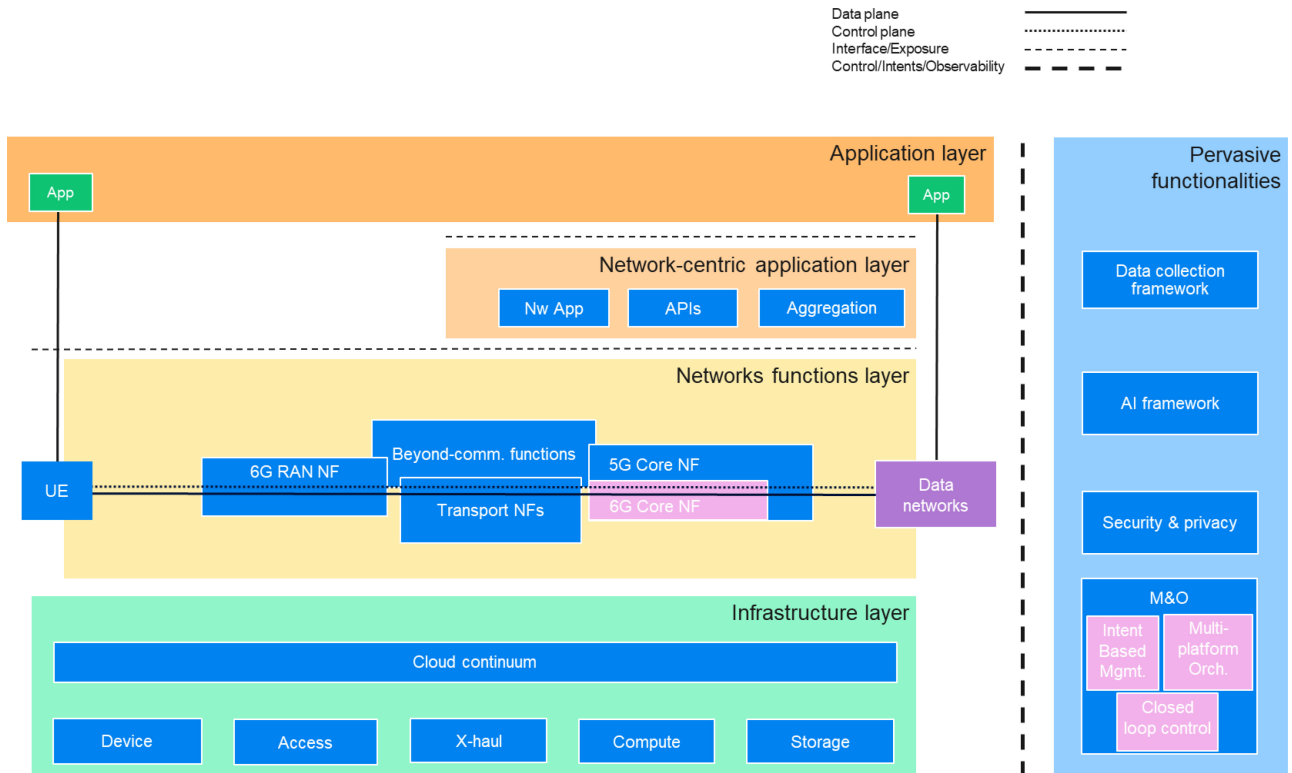 Data plane
Control plane
Interface/Exposure
Control/Intents/Observability
Application layer
App
App
Network-centric application layer
Nw App
APIs
Aggregation
Networks functions layer
Beyond-comm. functions
6G RAN NF
5G Core NF
UE
Transport NFs
6G Core NF
Data
networks
Infrastructure layer
Cloud continuum
Device
Access
X-haul
Compute
Storage
Pervasive
functionalities
Data collection
framework
AI framework
Security & privacy
M&O
Intent
Based
Mgmt.
Multi-
platform
Orch.
Closed
loop control